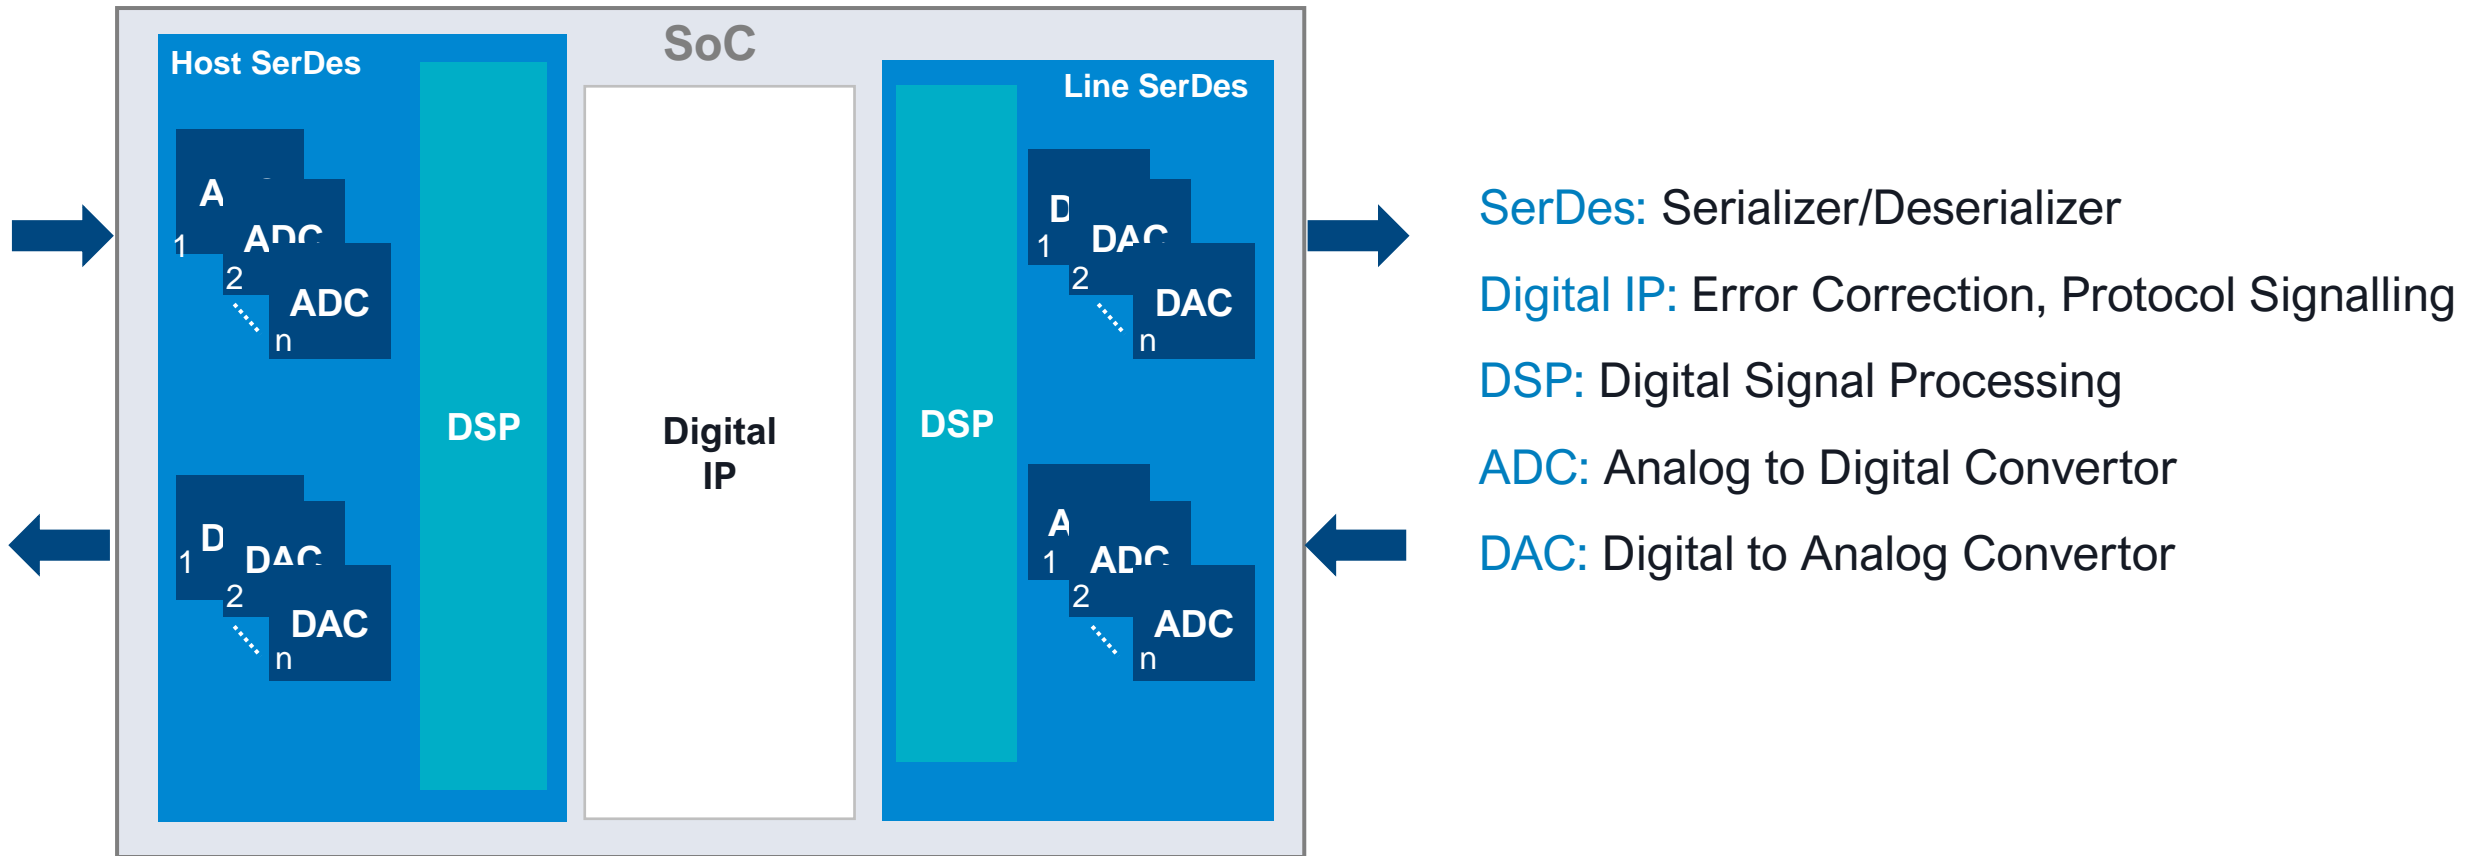 SoC
Host SerDes
A
1
ADC
2
ADC
n
D
1
DAC
2
DAC
n
DSP
Digital
IP
Line SerDes
DSP
D
1
DAC
2
DAC
n
A
1
ADC
2
ADC
n
SerDes: Serializer/Deserializer
Digital IP: Error Correction, Protocol Signalling
DSP: Digital Signal Processing
ADC: Analog to Digital Convertor
DAC: Digital to Analog Convertor